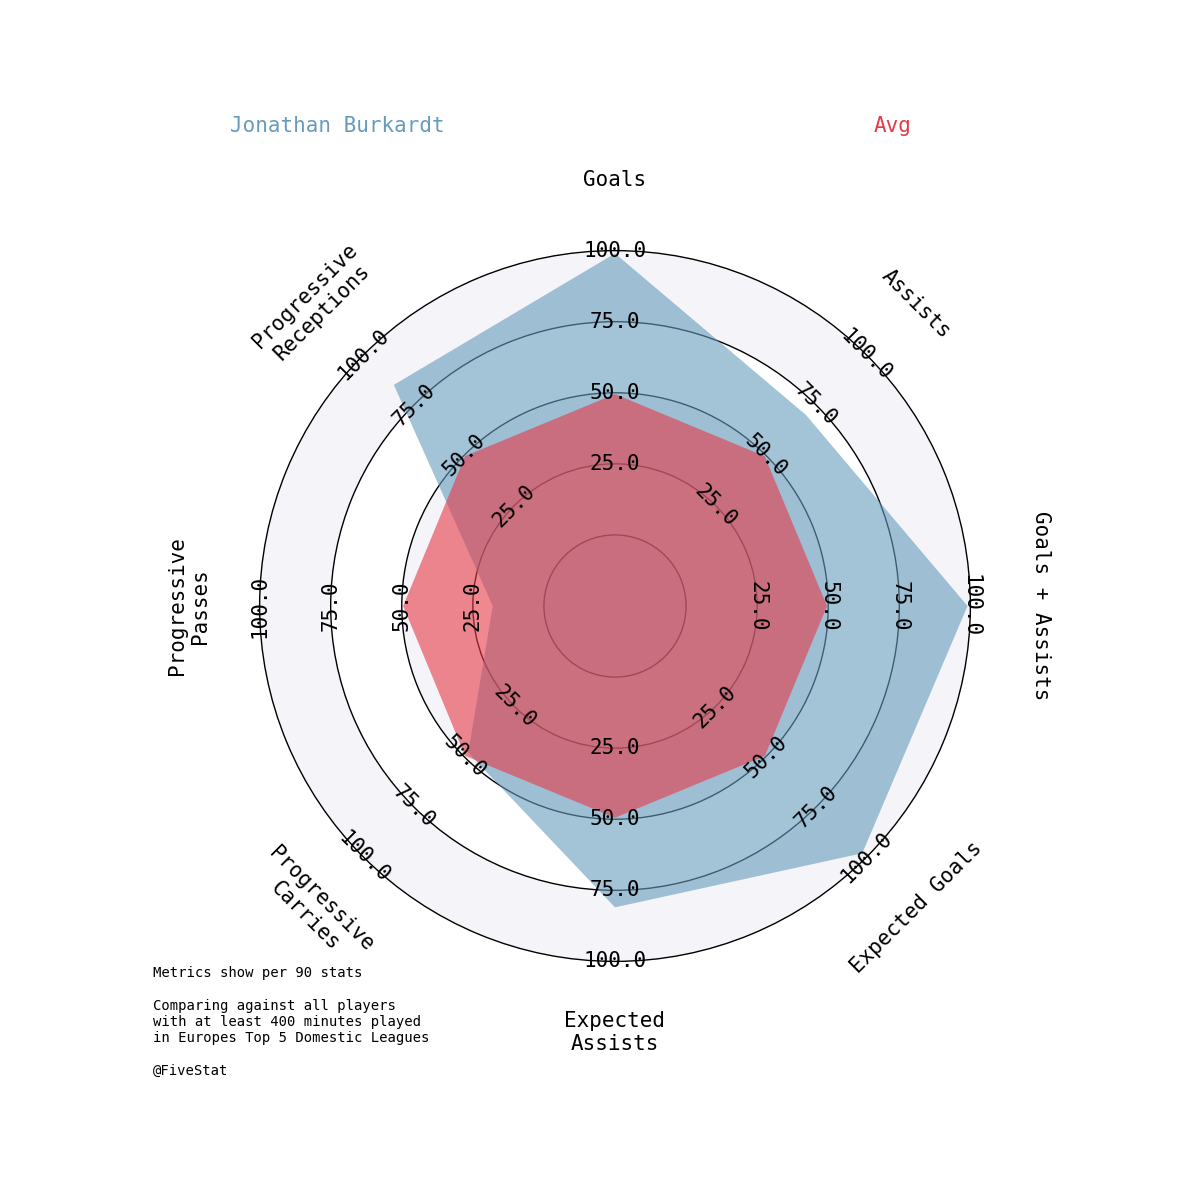 Jonathan Burkardt
Avg
Goals
Assists
Goals + Assists
Expected Goals
Expected
Assists
Progressive
Carries
Progressive
Passes
Progressive
Receptions
25.0
50.0
75.0
100.0
25.0
50.0
75.0
100.0
25.0
50.0
75.0
100.0
25.0
50.0
75.0
100.0
25.0
50.0
75.0
100.0
25.0
50.0
75.0
100.0
25.0
50.0
75.0
100.0
25.0
50.0
75.0
100.0
Metrics show per 90 stats
Comparing against all players
with at least 400 minutes played
in Europes Top 5 Domestic Leagues
@FiveStat